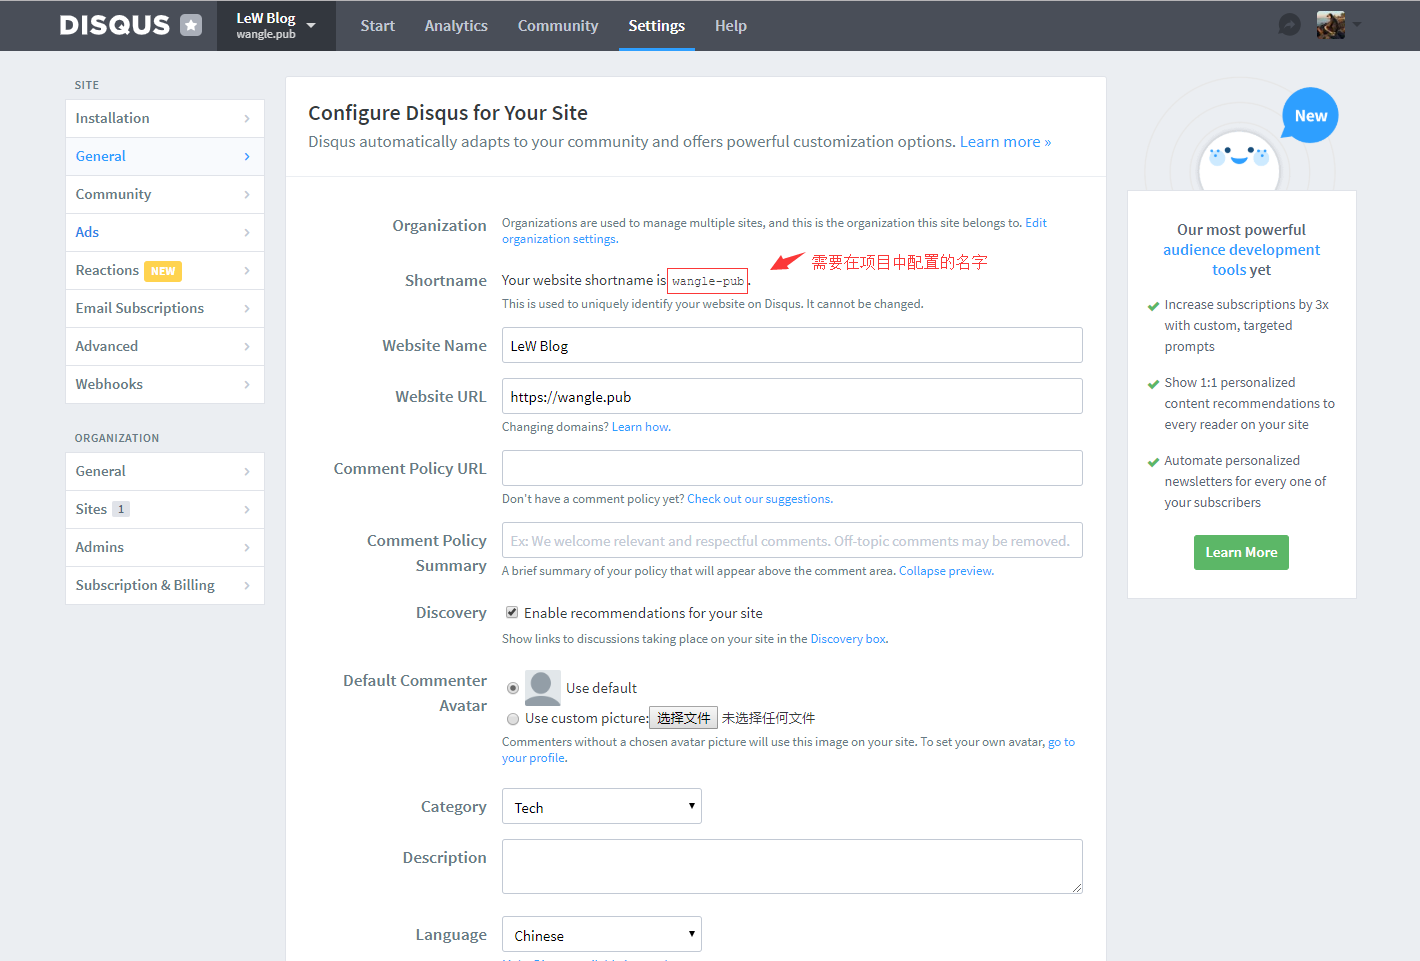 DISQUS
LeW Blog
wangle.pub
Start
Analytics
Community
Settings
Help
SITE
Installation
General
Community
Ads
Reactions NEW
Email Subscriptions
Advanced
Webhooks
ORGANIZATION
General
Sites 1
Admins
Subscription & Billing
Configure Disqus for Your Site
Disqus automatically adapts to your community and offers powerful customization options. Learn more »
Organization
Organizations are used to manage multiple sites, and this is the organization this site belongs to. Edit
organization settings.
需要在项目中配置的名字
Shortname
Your website shortname is wangle-pub.
This is used to uniquely identify your website on Disqus. It cannot be changed.
Website Name
LeW Blog
Website URL
https://wangle.pub
Changing domains? Learn how.
Comment Policy URL
Don't have a comment policy yet? Check out our suggestions.
Comment Policy
Summary
Ex: We welcome relevant and respectful comments. Off-topic comments may be removed.
A brief summary of your policy that will appear above the comment area. Collapse preview.
Discovery
Enable recommendations for your site
Show links to discussions taking place on your site in the Discovery box.
Default Commenter
Avatar
Use default
Use custom picture: 选择文件 未选择任何文件
Commenters without a chosen avatar picture will use this image on your site. To set your own avatar, go to
your profile.
Category
Tech
Description
Language
Chinese
New
Our most powerful
audience development
tools yet
Increase subscriptions by 3x
with custom, targeted
prompts
Show 1:1 personalized
content recommendations to
every reader on your site
Automate personalized
newsletters for every one of
your subscribers
Learn More